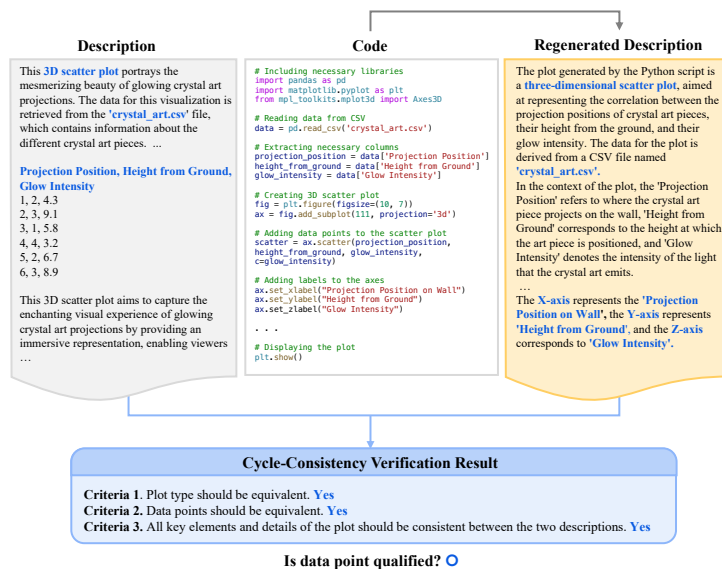 Description
This 3D scatter plot portrays the
mesmerizing beauty of glowing crystal art
projections. The data for this visualization is
retrieved from the 'crystal_art.csv' file,
which contains information about the
different crystal art pieces. ...
Projection Position, Height from Ground,
Glow Intensity
1, 2, 4.3
2, 3, 9.1
3, 1, 5.8
4, 4, 3.2
5, 2, 6.7
6, 3, 8.9
This 3D scatter plot aims to capture the
enchanting visual experience of glowing
crystal art projections by providing an
immersive representation, enabling viewers
...
Code
# Including necessary libraries
import pandas as pd
import matplotlib.pyplot as plt
from mpl_toolkits.mplot3d import Axes3D
# Reading data from CSV
data = pd.read_csv('crystal_art.csv')
# Extracting necessary columns
projection_position = data['Projection Position']
height_from_ground = data['Height from Ground']
glow_intensity = data['Glow Intensity']
# Creating 3D scatter plot
fig = plt.figure(figsize=(10, 7))
ax = fig.add_subplot(111, projection='3d')
# Adding data points to the scatter plot
scatter = ax.scatter(projection_position,
height_from_ground, glow_intensity,
c=glow_intensity)
# Adding labels to the axes
ax.set_xlabel("Projection Position on Wall")
ax.set_ylabel("Height from Ground")
ax.set_zlabel("Glow Intensity")
. . .
# Displaying the plot
plt.show()
Regenerated Description
The plot generated by the Python script is
a three-dimensional scatter plot, aimed
at representing the correlation between the
projection positions of crystal art pieces,
their height from the ground, and their
glow intensity. The data for the plot is
derived from a CSV file named
'crystal_art.csv'.
In the context of the plot, the 'Projection
Position' refers to where the crystal art
piece projects on the wall, 'Height from
Ground' corresponds to the height at which
the art piece is positioned, and 'Glow
Intensity' denotes the intensity of the light
that the crystal art emits.
...
The X-axis represents the 'Projection
Position on Wall', the Y-axis represents
'Height from Ground', and the Z-axis
corresponds to 'Glow Intensity'.
Cycle-Consistency Verification Result
Criteria 1. Plot type should be equivalent. Yes
Criteria 2. Data points should be equivalent. Yes
Criteria 3. All key elements and details of the plot should be consistent between the two descriptions. Yes
Is data point qualified?